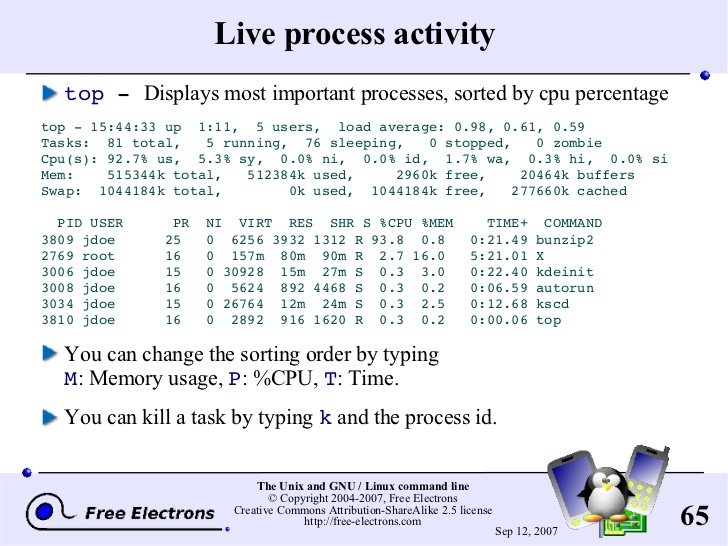 Live process activity
top - Displays most important processes, sorted by cpu percentage
top - 15:44:33 up  1:11,  5 users,  load average: 0.98, 0.61, 0.59
Tasks:  81 total,   5 running,  76 sleeping,   0 stopped,   0 zombie
Cpu(s): 92.7% us,  5.3% sy,  0.0% ni,  0.0% id,  1.7% wa,  0.3% hi,  0.0% si
Mem:    515344k total,   512384k used,     2960k free,    20464k buffers
Swap:  1044184k total,        0k used,  1044184k free,   277660k cached
  PID USER      PR  NI  VIRT  RES  SHR S %CPU %MEM    TIME+  COMMAND
3809 jdoe      25   0  6256 3932 1312 R 93.8  0.8   0:21.49 bunzip2
2769 root      16   0  157m  80m  90m R  2.7 16.0   5:21.01 X
3006 jdoe      15   0 30928  15m  27m S  0.3  3.0   0:22.40 kdeinit
3008 jdoe      16   0  5624  892 4468 S  0.3  0.2   0:06.59 autorun
3034 jdoe      15   0 26764  12m  24m S  0.3  2.5   0:12.68 kscd
3810 jdoe      16   0  2892  916 1620 R  0.3  0.2   0:00.06 top
You can change the sorting order by typing
M: Memory usage, P: %CPU, T: Time.
You can kill a task by typing k and the process id.
Free Electrons
The Unix and GNU / Linux command line
© Copyright 2004-2007, Free Electrons
Creative Commons Attribution-ShareAlike 2.5 license
http://free-electrons.com
Sep 12, 2007
65